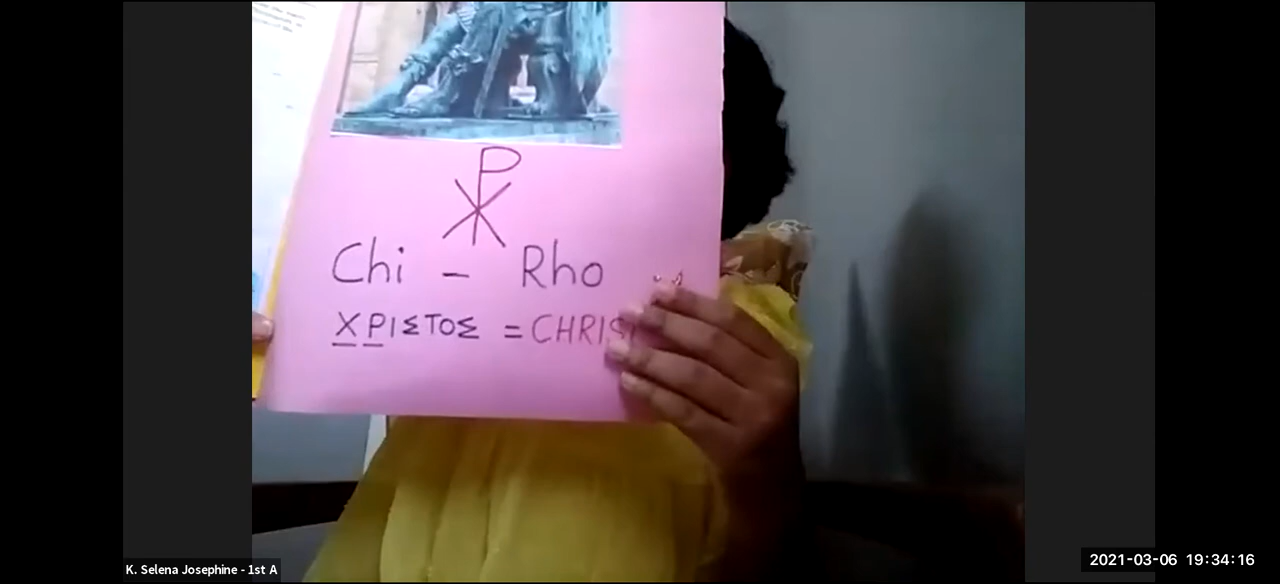 Chi - Rho
ΧΡΙΣΤΟΣ = CHRIS
K. Selena Josephine - 1st A
2021-03-06 19:34:16